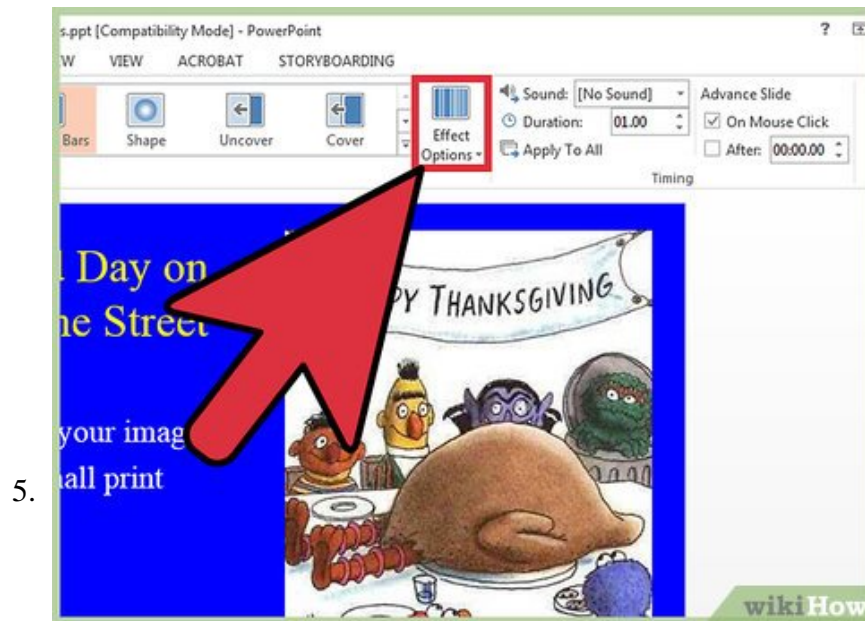 s.ppt [Compatibility Mode] - PowerPoint ?
W VIEW ACROBAT STORYBOARDING
Bars Shape Uncover Cover
Effect
Options
Sound: [No Sound]
Duration: 01.00
Apply To All
Advance Slide
On Mouse Click
After: 00:00.00
Timing
Day on
ne Street
your imag
all print
PY THANKSGIVING
5.
wikiHow